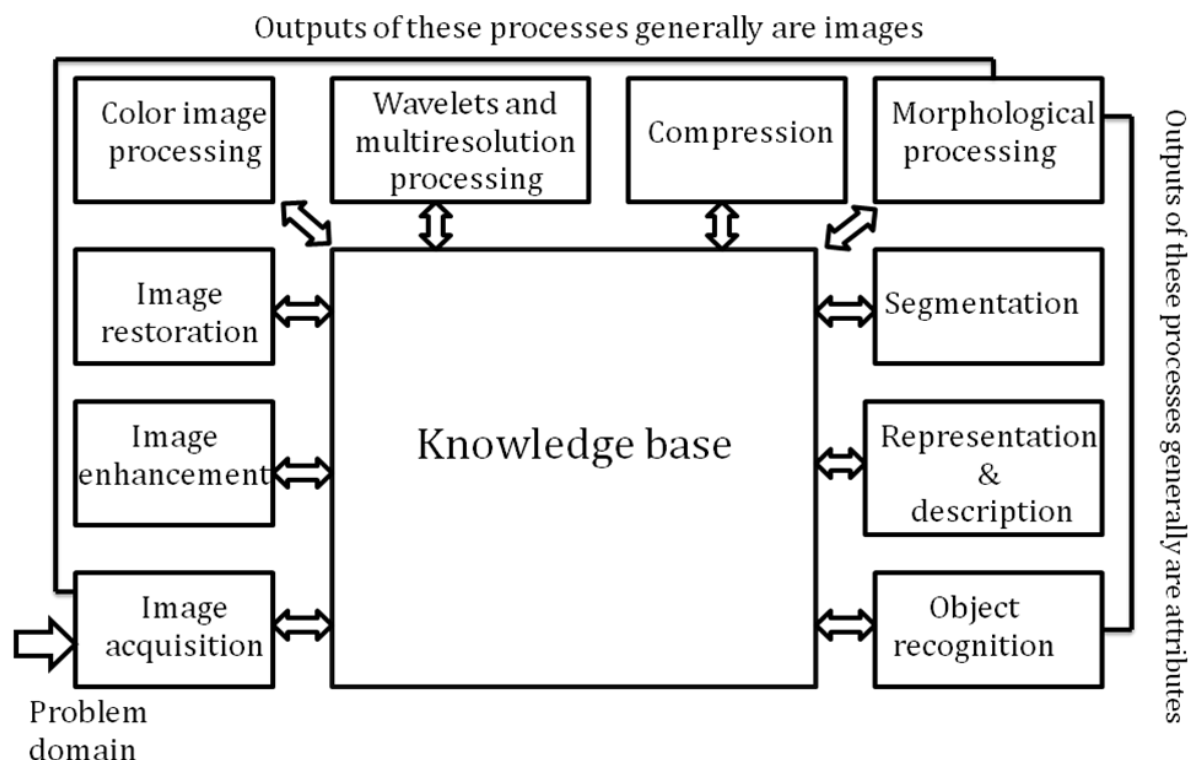 Outputs of these processes generally are images
Color image
processing
Wavelets and
multiresolution
processing
Compression
Morphological
processing
Image
restoration
Segmentation
Image
enhancement
Knowledge base
Representation
&
description
Image
acquisition
Object
recognition
Problem
domain
Outputs of these processes generally are attributes